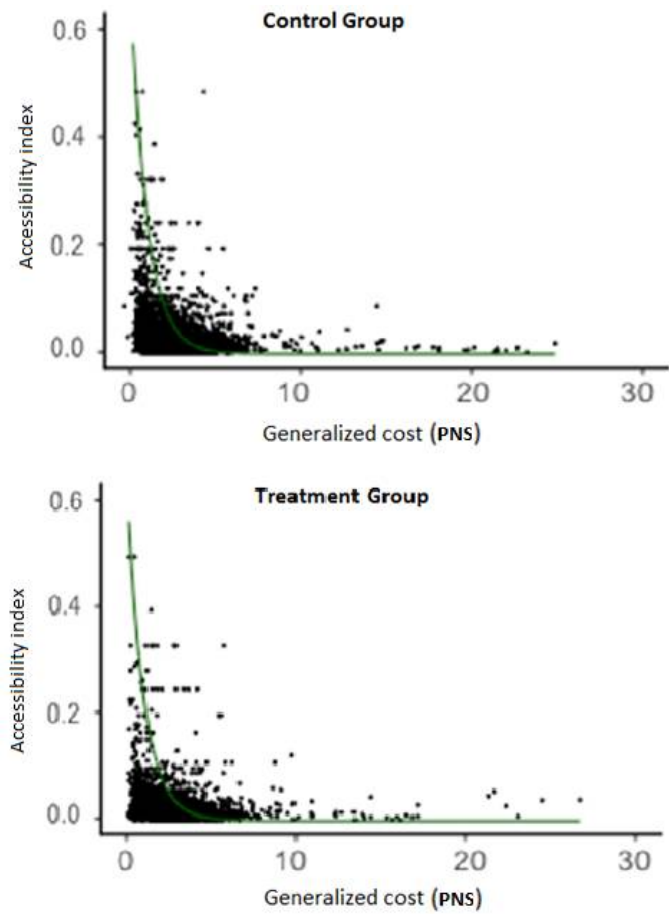 Control Group
Accessibility index
0.6
0.4
0.2
0.0
0 10 20 30
Generalized cost (PNS)
Treatment Group
Accessibility index
0.6
0.4
0.2
0.0
0 10 20 30
Generalized cost (PNS)